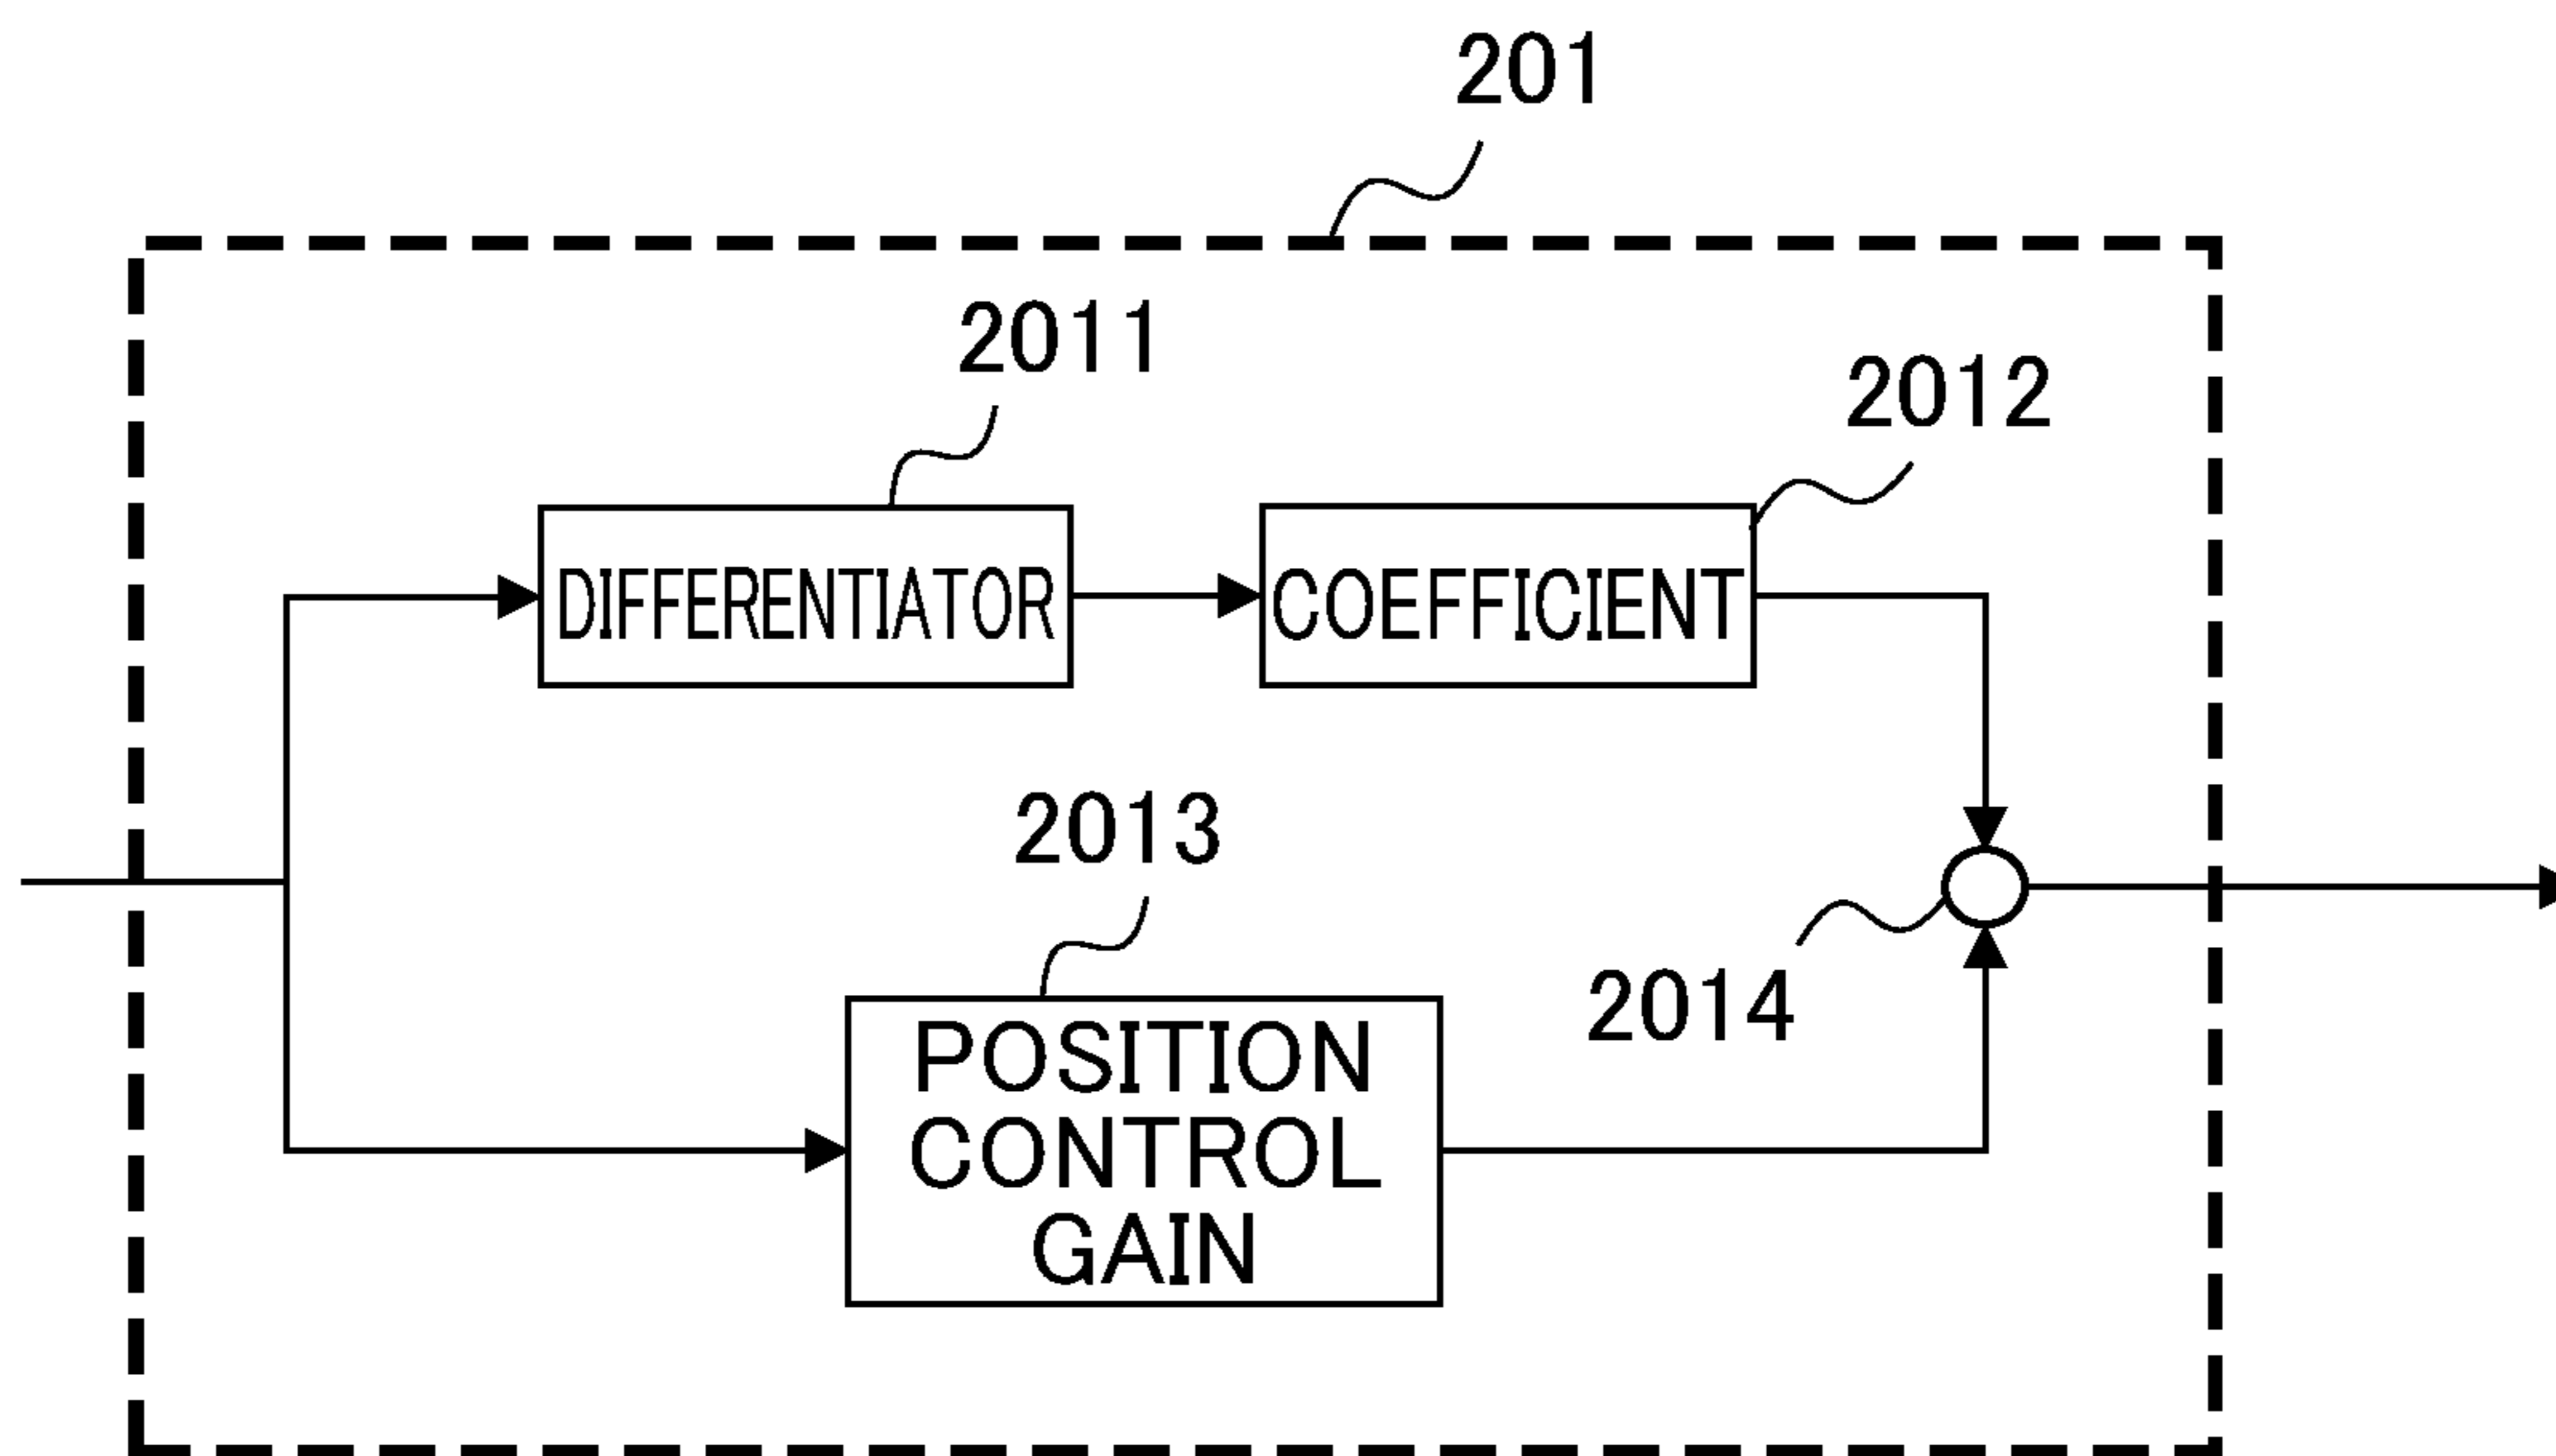 201
2011
2012
DIFFERENTIATOR
COEFFICIENT
2013
2014
POSITION
CONTROL
GAIN